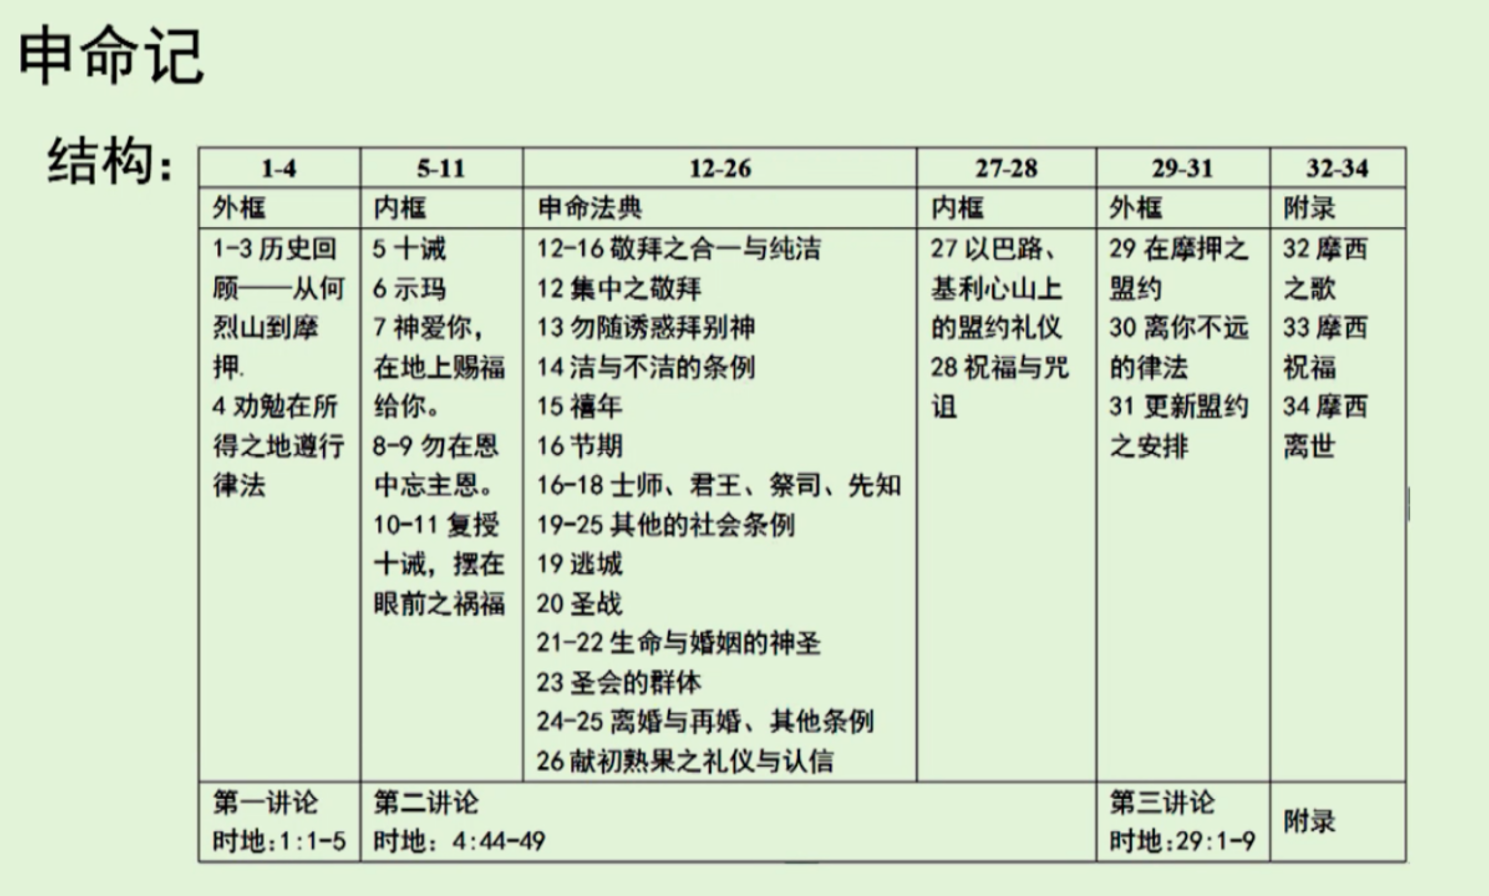 申命记
结构：
1-4
5-11
12-26
27-28
29-31
32-34
外框
内框
申命法典
内框
外框
附录
1-3 历史回
顾——从何
烈山到摩
押.
4 劝勉在所
得之地遵行
律法
5 十诫
6 示玛
7 神爱你，
在地上赐福
给你。
8-9 勿在恩
中忘主恩。
10-11 复授
十诫，摆在
眼前之祸福
12-16 敬拜之合一与纯洁
12 集中之敬拜
13 勿随诱惑拜别神
14 洁与不洁的条例
15 禧年
16 节期
16-18 士师、君王、祭司、先知
19-25 其他的社会条例
19 逃城
20 圣战
21-22 生命与婚姻的神圣
23 圣会的群体
24-25 离婚与再婚、其他条例
26 献初熟果之礼仪与认信
27 以巴路、
基利心山上
的盟约礼仪
28 祝福与咒
诅
29 在摩押之
盟约
30 离你不远
的律法
31 更新盟约
之安排
32 摩西
之歌
33 摩西
祝福
34 摩西
离世
第一讲论
时地:1:1-5
第二讲论
时地: 4:44-49
第三讲论
时地:29:1-9
附录